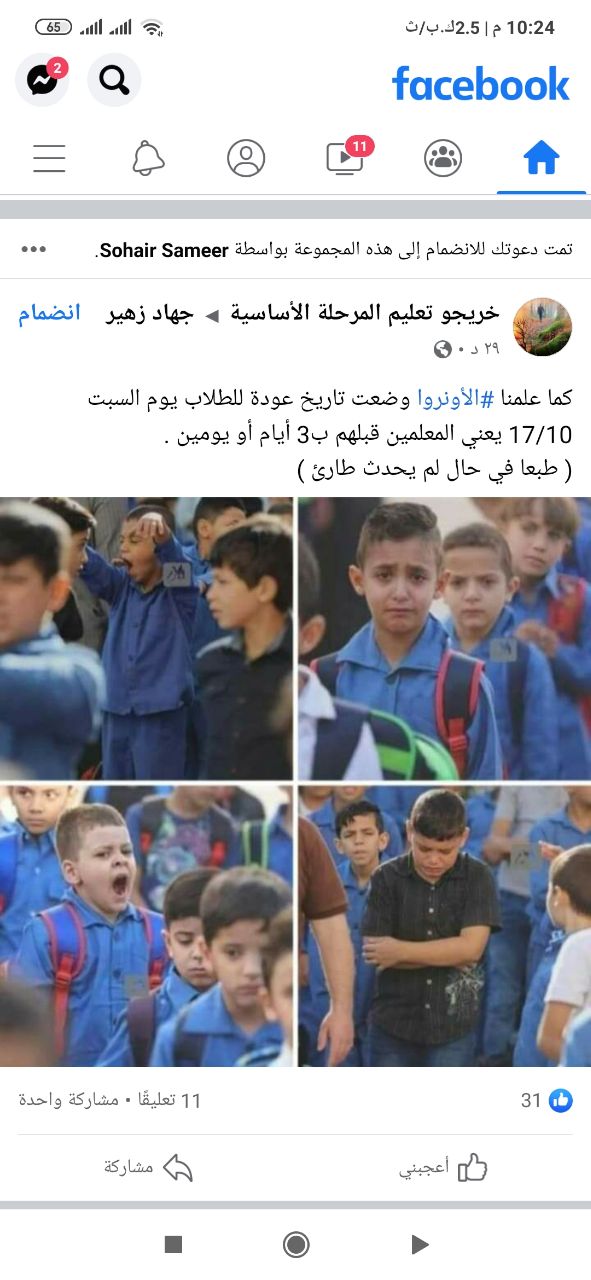 10:24 م | 2.5ك.ب/ث
65
facebook
2
11
تمت دعوتك للانضمام إلى هذه المجموعة بواسطة Sohair Sameer.
خريجو تعليم المرحلة الأساسية ◀ جهاد زهير
انضمام
٢٩ د •
كما علمنا #الأونروا وضعت تاريخ عودة للطلاب يوم السبت
17/10 يعني المعلمين قبلهم ب3 أيام أو يومين .
( طبعا في حال لم يحدث طارئ )
31
11 تعليقًا • مشاركة واحدة
أعجبني
مشاركة